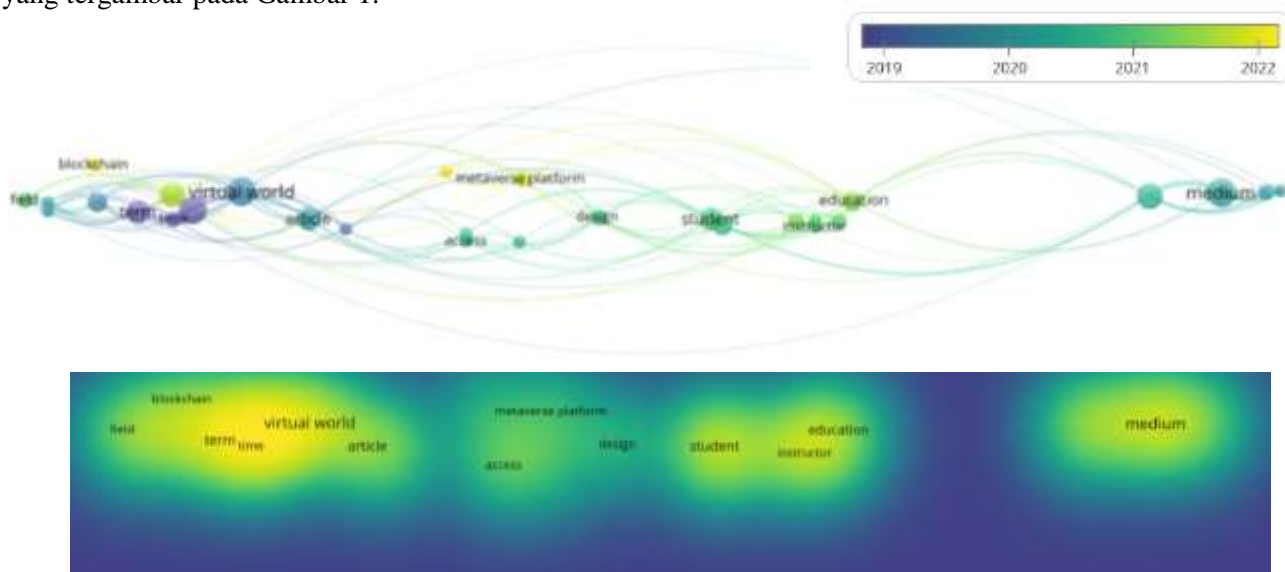 yang tergambar pada Gambar 1.
2019 2020 2021 2022
blockchain
metaverse platform
field
virtual world
education
medium
term
article
design
student
instructor
access
blockchain
metaverse platform
virtual world
medium
field
education
term
time
article
design
student
instructor
access